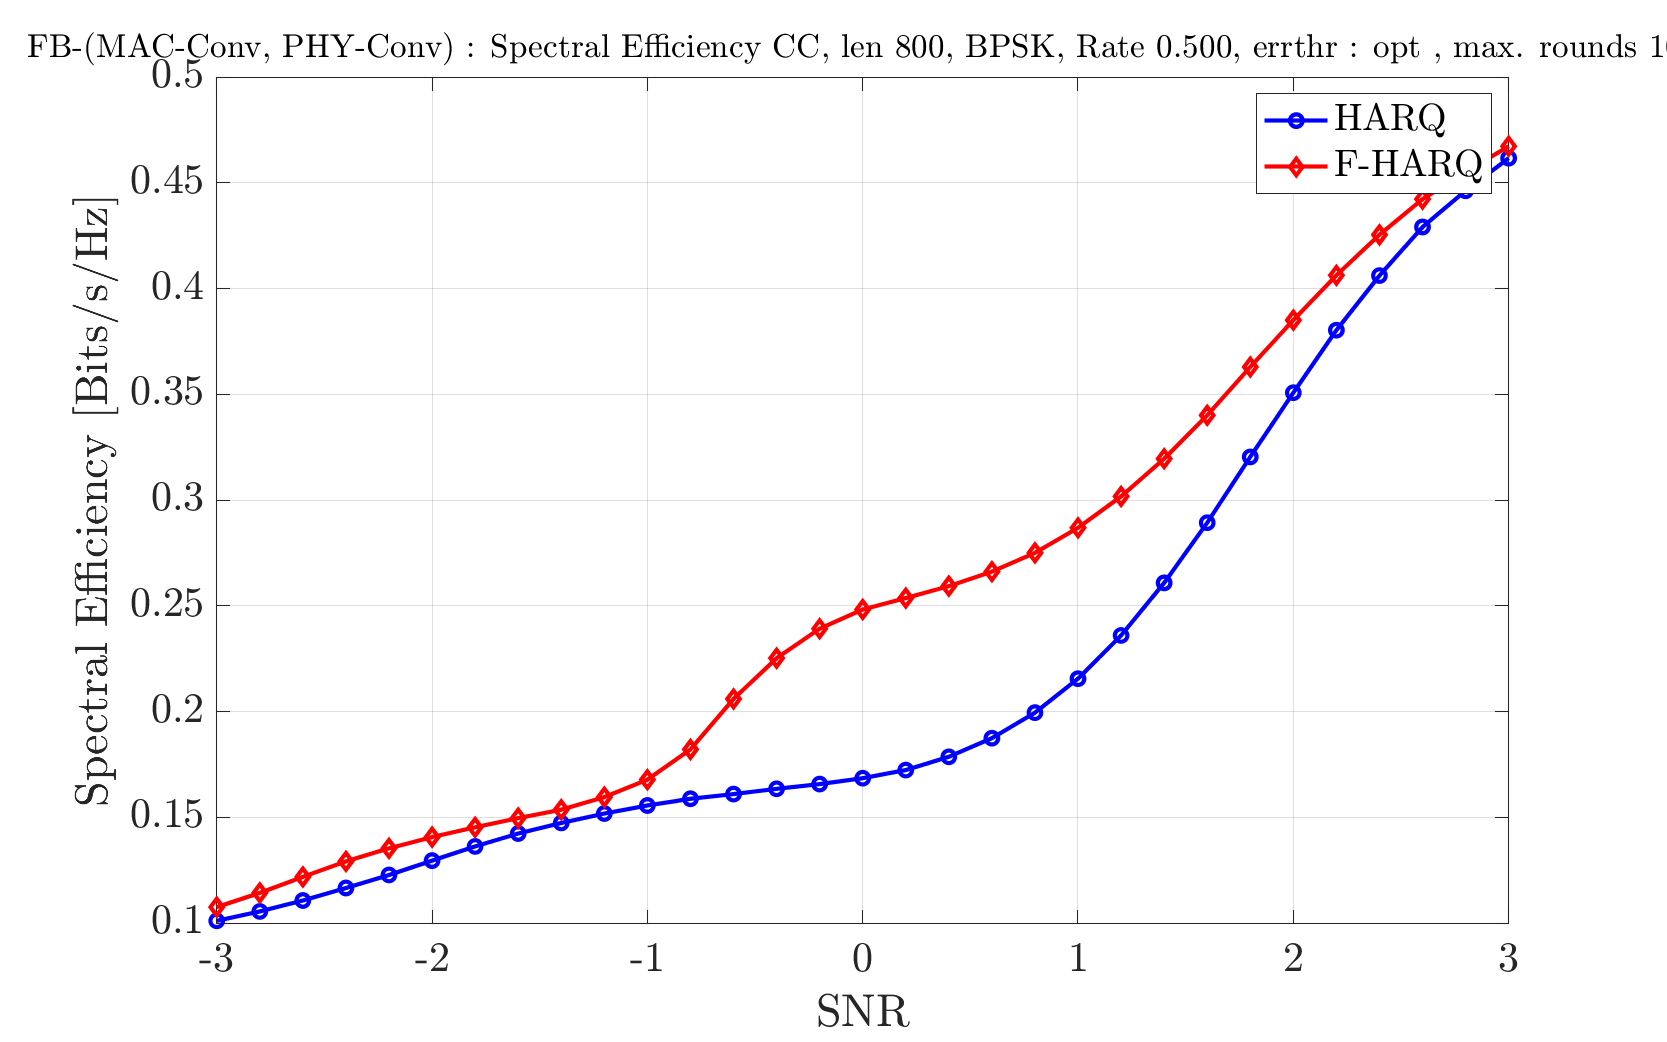 FB-(MAC-Conv, PHY-Conv) : Spectral Efficiency CC, len 800, BPSK, Rate 0.500, errthr : opt , max. rounds
0.5
0.45
0.4
0.35
0.3
0.25
0.2
0.15
0.1
Spectral Efficiency [Bits/s/Hz]
HARQ
F-HARQ
-3 -2 -1 0 1 2 3
SNR